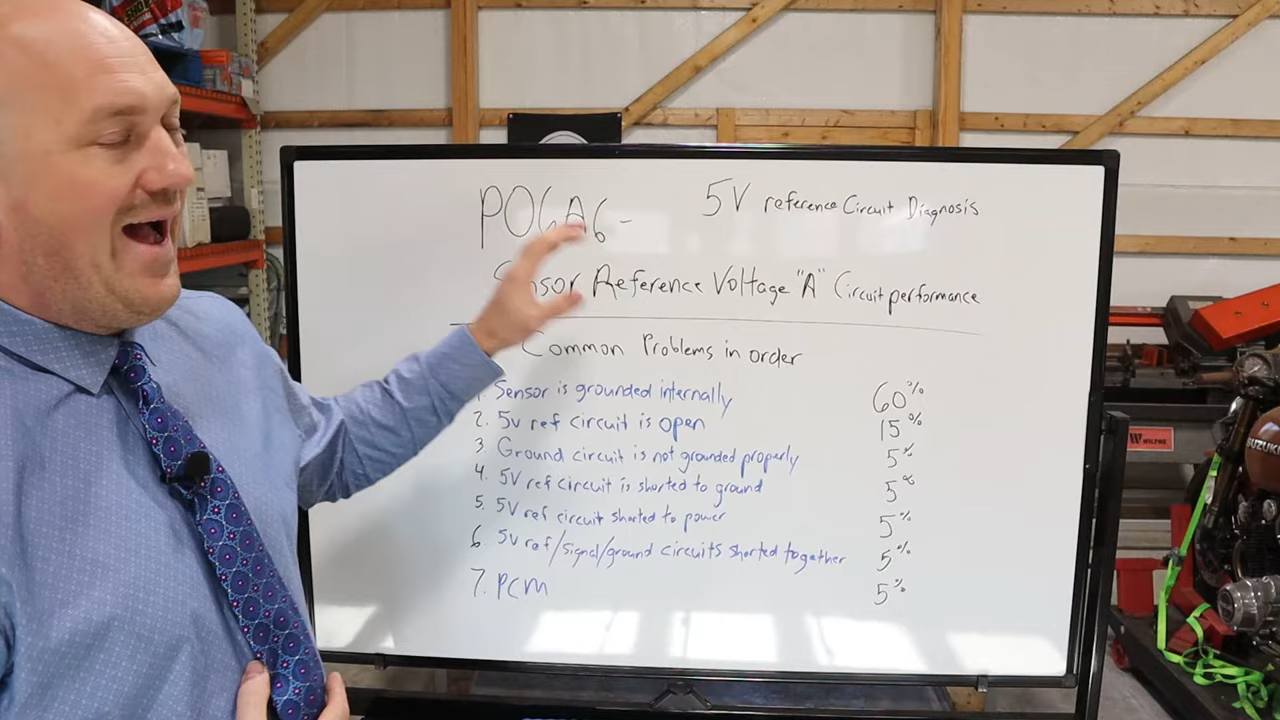 P06A6 - 5V reference Circuit Diagnosis
Sensor Reference Voltage "A" Circuit performance
Common Problems in order
1. Sensor is grounded internally 60%
2. 5v ref circuit is open 15%
3. Ground circuit is not grounded properly 5%
4. 5V ref circuit is shorted to ground 5%
5. 5V ref circuit shorted to power 5%
6. 5V ref/signal/ground circuits shorted together 5%
7. PCM 5%
WILTON
SUZUKI